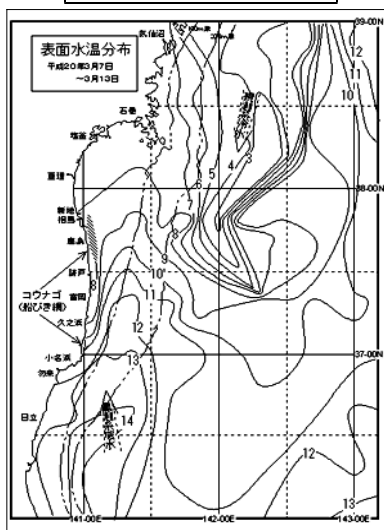 表面水温分布
平成20年3月7日
～3月13日
気仙沼
石巻
塩釜
亘理
新地
相馬
鹿島
請戸
富岡
久之浜
小名浜
勿来
日立
コウナゴ
(船びき網)
39-00N
38-00N
37-00N
141-00E
142-00E
143-00E
12
11
10
5
4
3
6
8
9
10
11
12
13
14
8
12
13